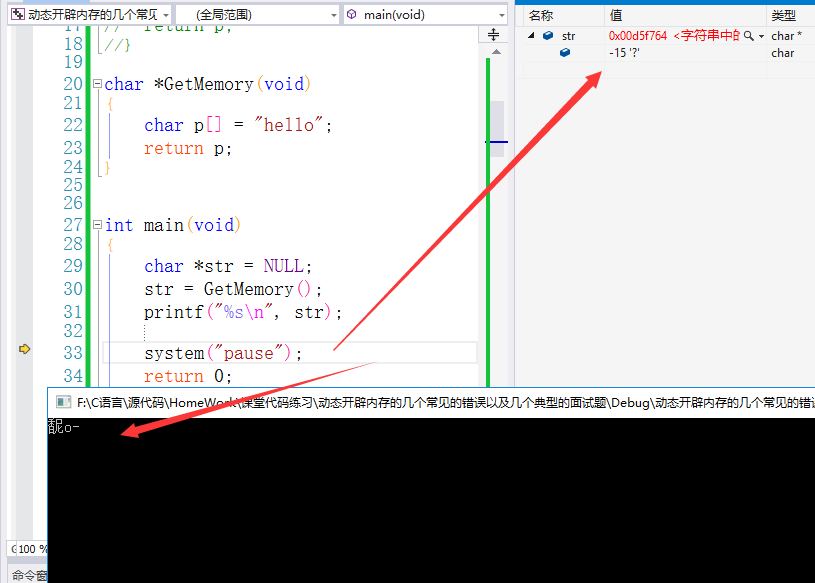 动态开辟内存的几个常见 (全局范围) main(void)
17 // return p;
18 //}
19
20 char *GetMemory(void)
21 {
22 char p[] = "hello";
23 return p;
24 }
25
26
27 int main(void)
28 {
29 char *str = NULL;
30 str = GetMemory();
31 printf("%s\n", str);
32
33 system("pause");
34 return 0;
名称 值 类型
str 0x00d5f764 <字符串中的 char *
-15 '?' char
F:\C语言\源代码\HomeWork\课堂代码练习\动态开辟内存的几个常见的错误以及几个典型的面试题\Debug\动态开辟内存的几个常见的错
o-
100 %
命令窗